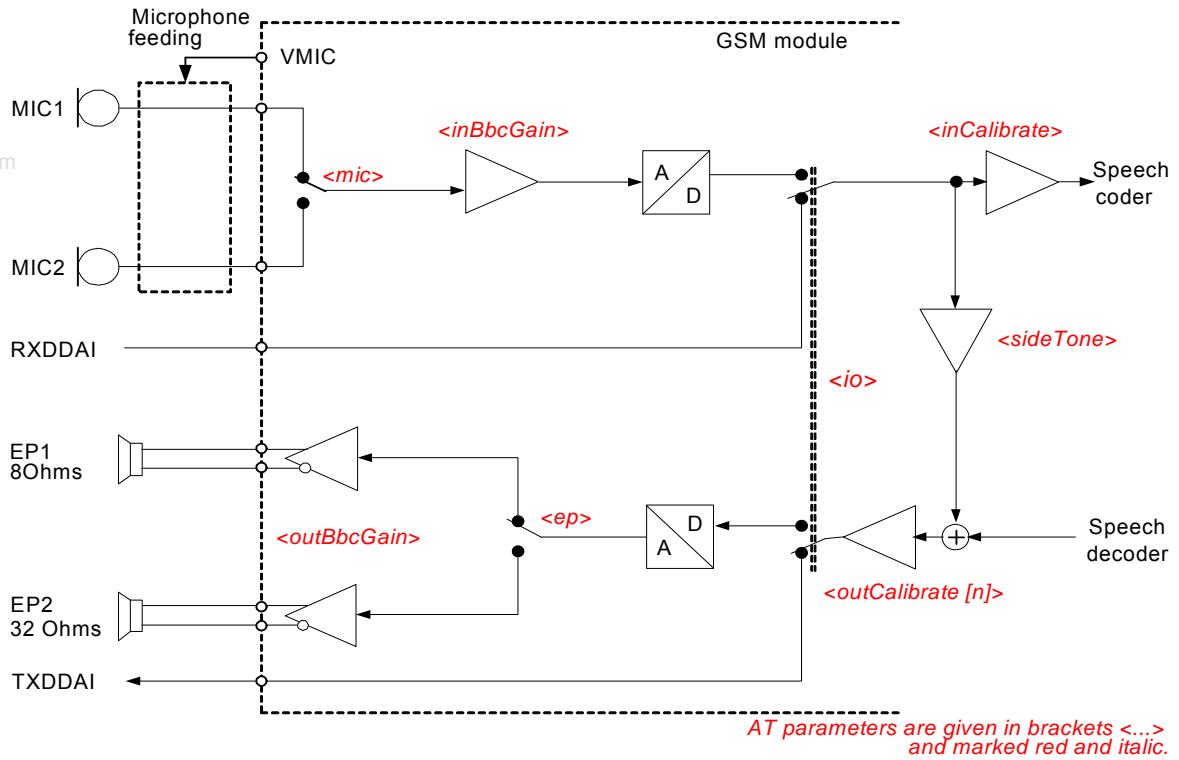 Microphone
feeding
VMIC
GSM module
MIC1
<inBbcGain>
<inCalibrate>
m
<mic>
A
D
Speech
coder
MIC2
RXDDAI
<sideTone>
<io>
EP1
8Ohms
<outBbcGain>
<ep>
D
A
+
Speech
decoder
<outCalibrate [n]>
EP2
32 Ohms
TXDDAI
AT parameters are given in brackets <...>
and marked red and italic.